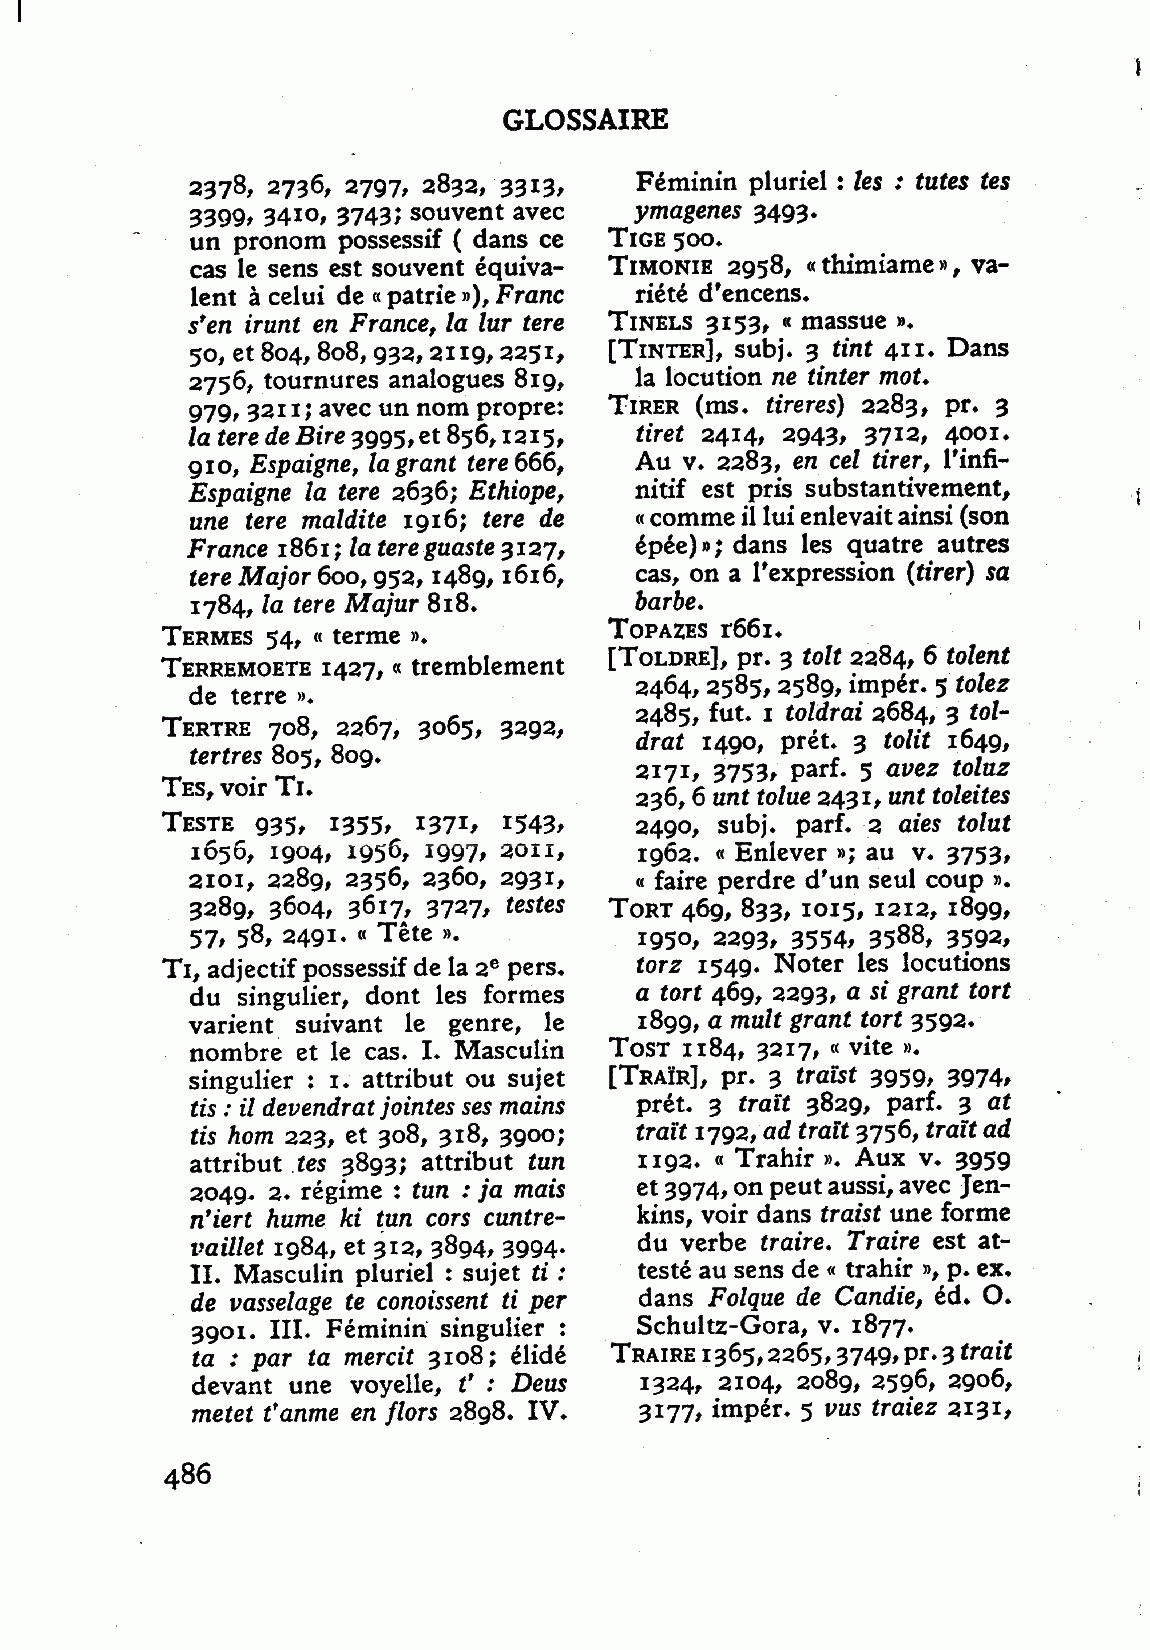 GLOSSAIRE
2378, 2736, 2797, 2832, 3313,
3399, 3410, 3743; souvent avec
un pronom possessif ( dans ce
cas le sens est souvent équiva-
lent à celui de « patrie »), Franc
s'en irunt en France, la lur tere
50, et 804, 808, 932, 2119, 2251,
2756, tournures analogues 819,
979, 3211; avec un nom propre:
la tere de Bire 3995, et 856, 1215,
910, Espaigne, la grant tere 666,
Espaigne la tere 2636; Ethiope,
une tere maldite 1916; tere de
France 1861; la tere guaste 3127,
tere Major 600, 952, 1489, 1616,
1784, la tere Majur 818.
TERMES 54, « terme ».
TERREMOETE 1427, « tremblement
de terre ».
TERTRE 708, 2267, 3065, 3292,
tertres 805, 809.
TES, voir TI.
TESTE 935, 1355, 1371, 1543,
1656, 1904, 1956, 1997, 2011,
2101, 2289, 2356, 2360, 2931,
3289, 3604, 3617, 3727, testes
57, 58, 2491. « Tête ».
TI, adjectif possessif de la 2e pers.
du singulier, dont les formes
varient suivant le genre, le
nombre et le cas. I. Masculin
singulier : 1. attribut ou sujet
tis : il devendrat jointes ses mains
tis hom 223, et 308, 318, 3900;
attribut tes 3893; attribut tun
2049. 2. régime : tun : ja mais
n'iert hume ki tun cors cuntre-
vaillet 1984, et 312, 3894, 3994.
II. Masculin pluriel : sujet ti :
de vasselage te conoissent ti per
3901. III. Féminin singulier :
ta : par ta mercit 3108; élidé
devant une voyelle, t' : Deus
metet t'anme en flors 2898. IV.
Féminin pluriel : les : tutes tes
ymagenes 3493.
TIGE 500.
TIMONIE 2958, « thimiame », va-
riété d'encens.
TINELS 3153, « massue ».
[TINTER], subj. 3 tint 411. Dans
la locution ne tinter mot.
TIRER (ms. tireres) 2283, pr. 3
tiret 2414, 2943, 3712, 4001.
Au v. 2283, en cel tirer, l'infi-
nitif est pris substantivement,
« comme il lui enlevait ainsi (son
épée) »; dans les quatre autres
cas, on a l'expression (tirer) sa
barbe.
TOPAZES 1661.
[TOLDRE], pr. 3 tolt 2284, 6 tolent
2464, 2585, 2589, impér. 5 tolez
2485, fut. 1 toldrai 2684, 3 tol-
drat 1490, prét. 3 tolit 1649,
2171, 3753, parf. 5 avez toluz
236, 6 unt tolue 2431, unt toleites
2490, subj. parf. 2 aies tolut
1962. « Enlever »; au v. 3753,
« faire perdre d'un seul coup ».
TORT 469, 833, 1015, 1212, 1899,
1950, 2293, 3554, 3588, 3592,
torz 1549. Noter les locutions
a tort 469, 2293, a si grant tort
1899, a mult grant tort 3592.
TOST 1184, 3217, « vite ».
[TRAÏR], pr. 3 traïst 3959, 3974,
prét. 3 traït 3829, parf. 3 at
traït 1792, ad traït 3756, traït ad
1192. « Trahir ». Aux v. 3959
et 3974, on peut aussi, avec Jen-
kins, voir dans traist une forme
du verbe traire. Traire est at-
testé au sens de « trahir », p. ex.
dans Folque de Candie, éd. O.
Schultz-Gora, v. 1877.
TRAIRE 1365, 2265, 3749, pr. 3 trait
1324, 2104, 2089, 2596, 2906,
3177, impér. 5 vus traiez 2131,
486